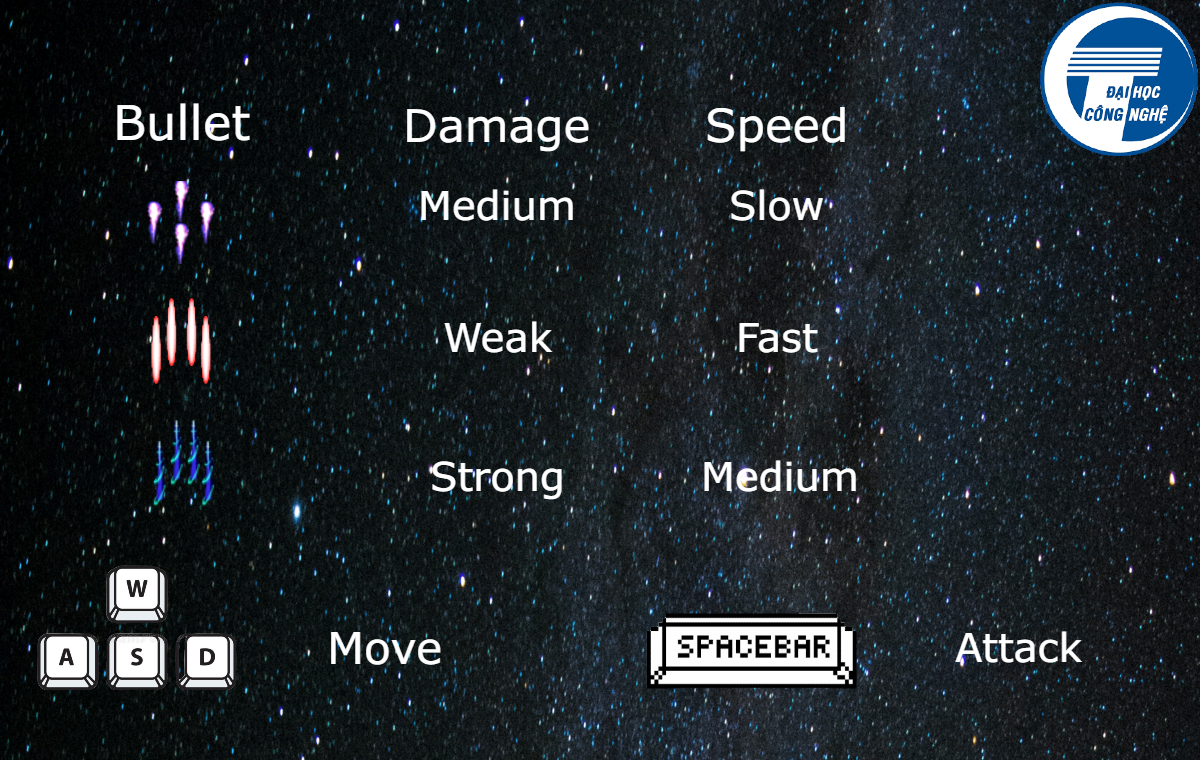 Bullet Damage Speed
ĐẠI HỌC
CÔNG NGHỆ
Medium Slow
Weak Fast
Strong Medium
W
A S D
Move
SPACEBAR
Attack